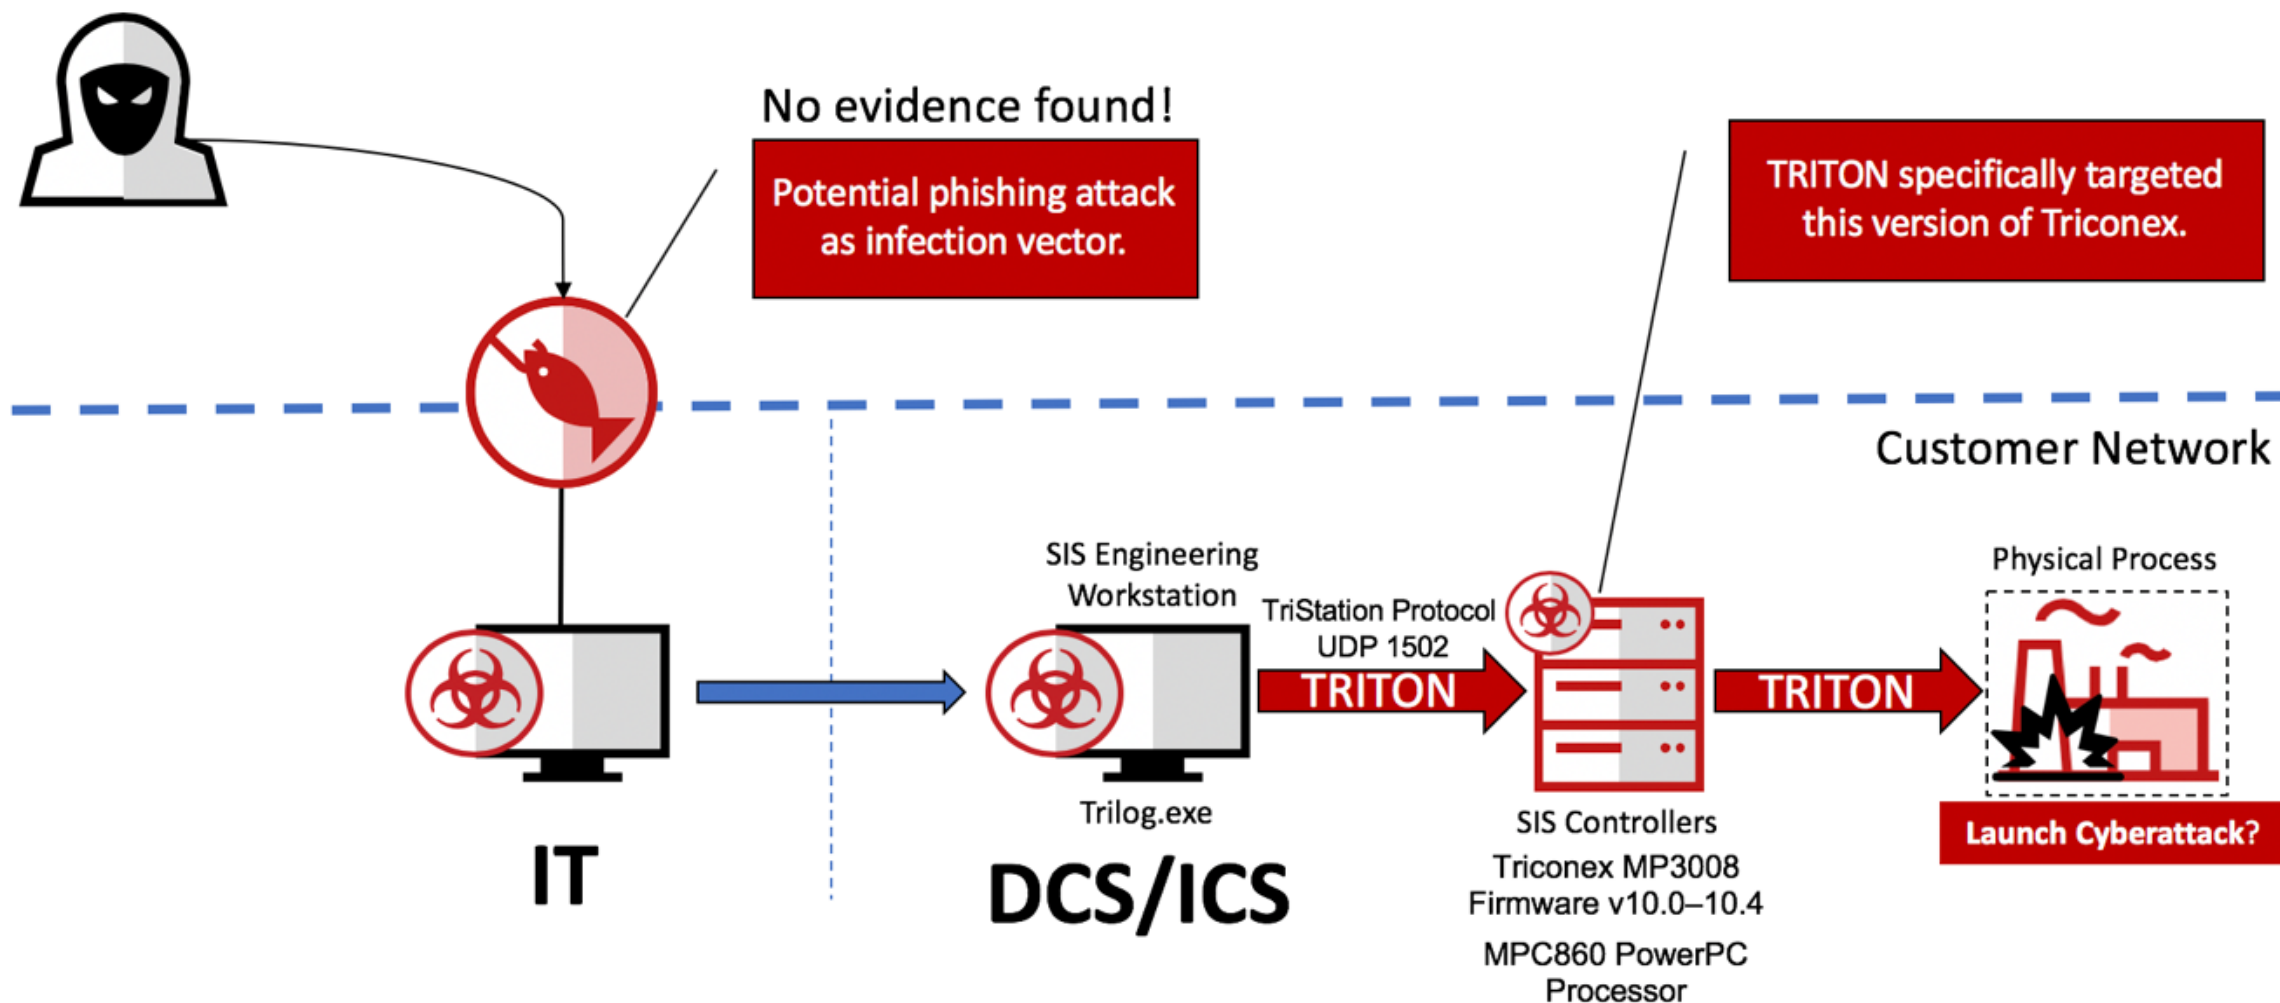 No evidence found!
Potential phishing attack
as infection vector.
TRITON specifically targeted
this version of Triconex.
Customer Network
SIS Engineering
Workstation
TriStation Protocol
UDP 1502
TRITON
TRITON
Physical Process
Trilog.exe
Launch Cyberattack?
IT
DCS/ICS
SIS Controllers
Triconex MP3008
Firmware v10.0–10.4
MPC860 PowerPC
Processor